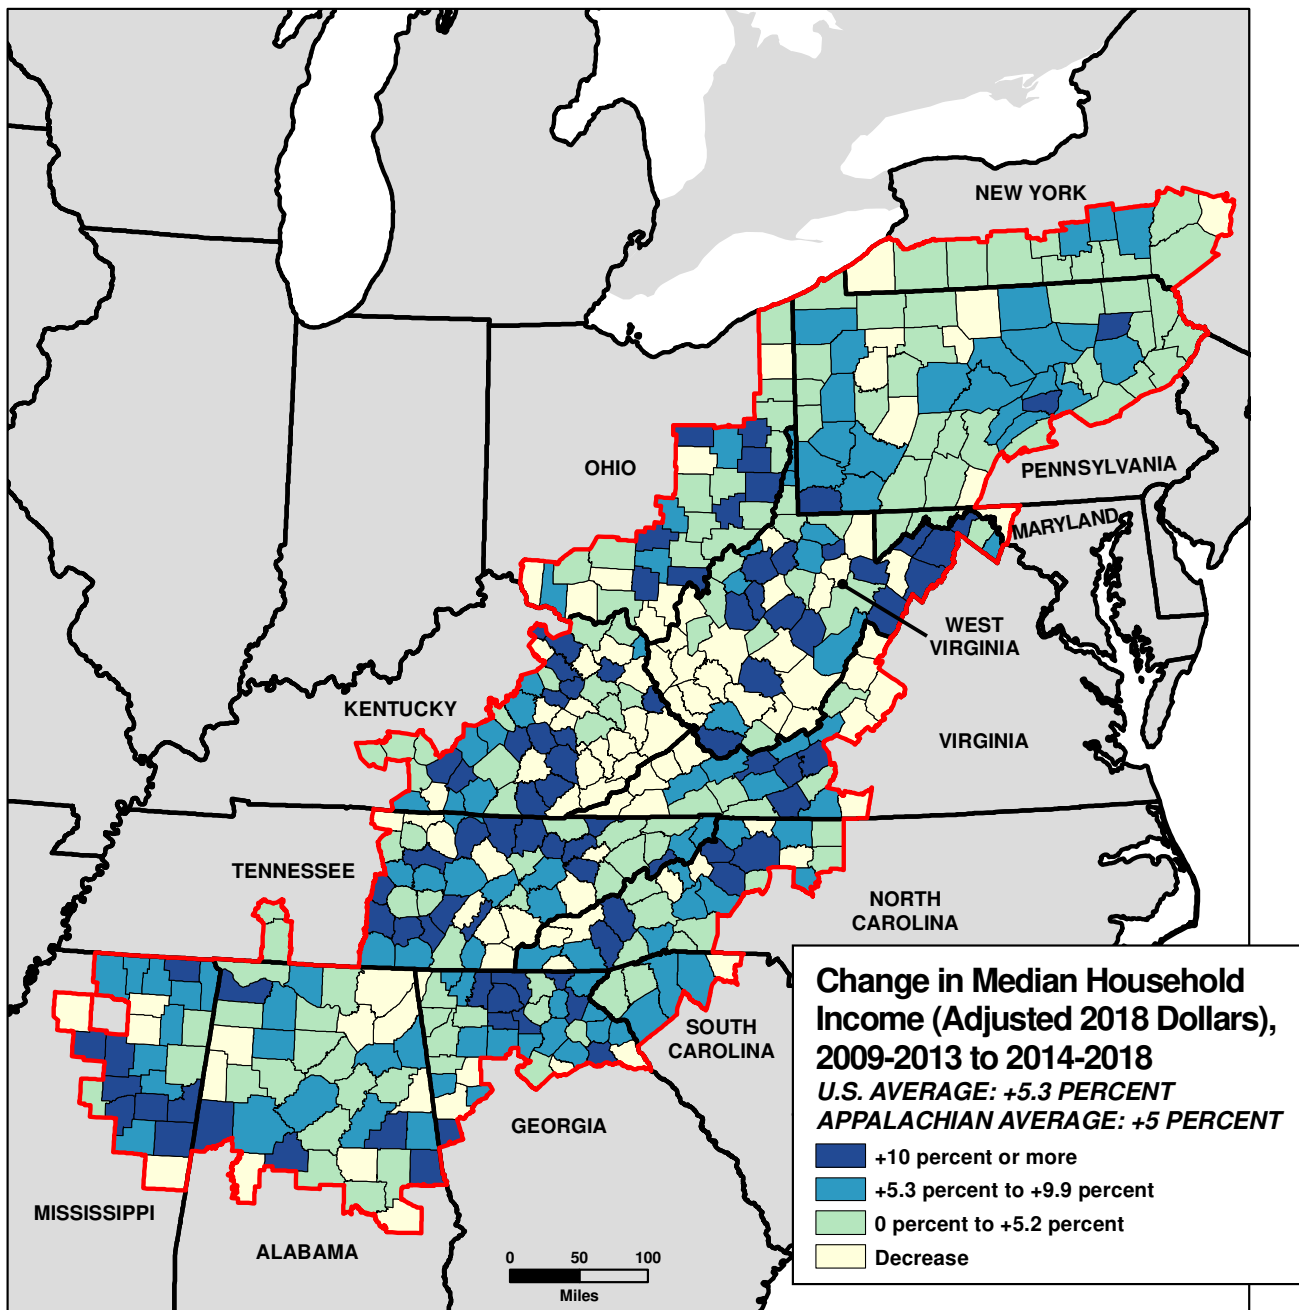 NEW YORK
OHIO
PENNSYLVANIA
MARYLAND
WEST
VIRGINIA
KENTUCKY
VIRGINIA
TENNESSEE
NORTH
CAROLINA
SOUTH
CAROLINA
GEORGIA
MISSISSIPPI
ALABAMA
0 50 100
Miles
Change in Median Household
Income (Adjusted 2018 Dollars),
2009-2013 to 2014-2018
U.S. AVERAGE: +5.3 PERCENT
APPALACHIAN AVERAGE: +5 PERCENT
+10 percent or more
+5.3 percent to +9.9 percent
0 percent to +5.2 percent
Decrease